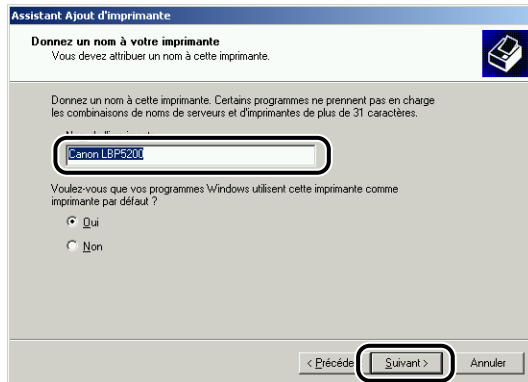 Assistant Ajout d'imprimante
Donnez un nom à votre imprimante
Vous devez attribuer un nom à cette imprimante.
Donnez un nom à cette imprimante. Certains programmes ne prennent pas en charge
les combinaisons de noms de serveurs et d'imprimantes de plus de 31 caractères.
Canon LBP5200
Voulez-vous que vos programmes Windows utilisent cette imprimante comme
imprimante par défaut ?
Oui
Non
< Précéde
Suivant >
Annuler